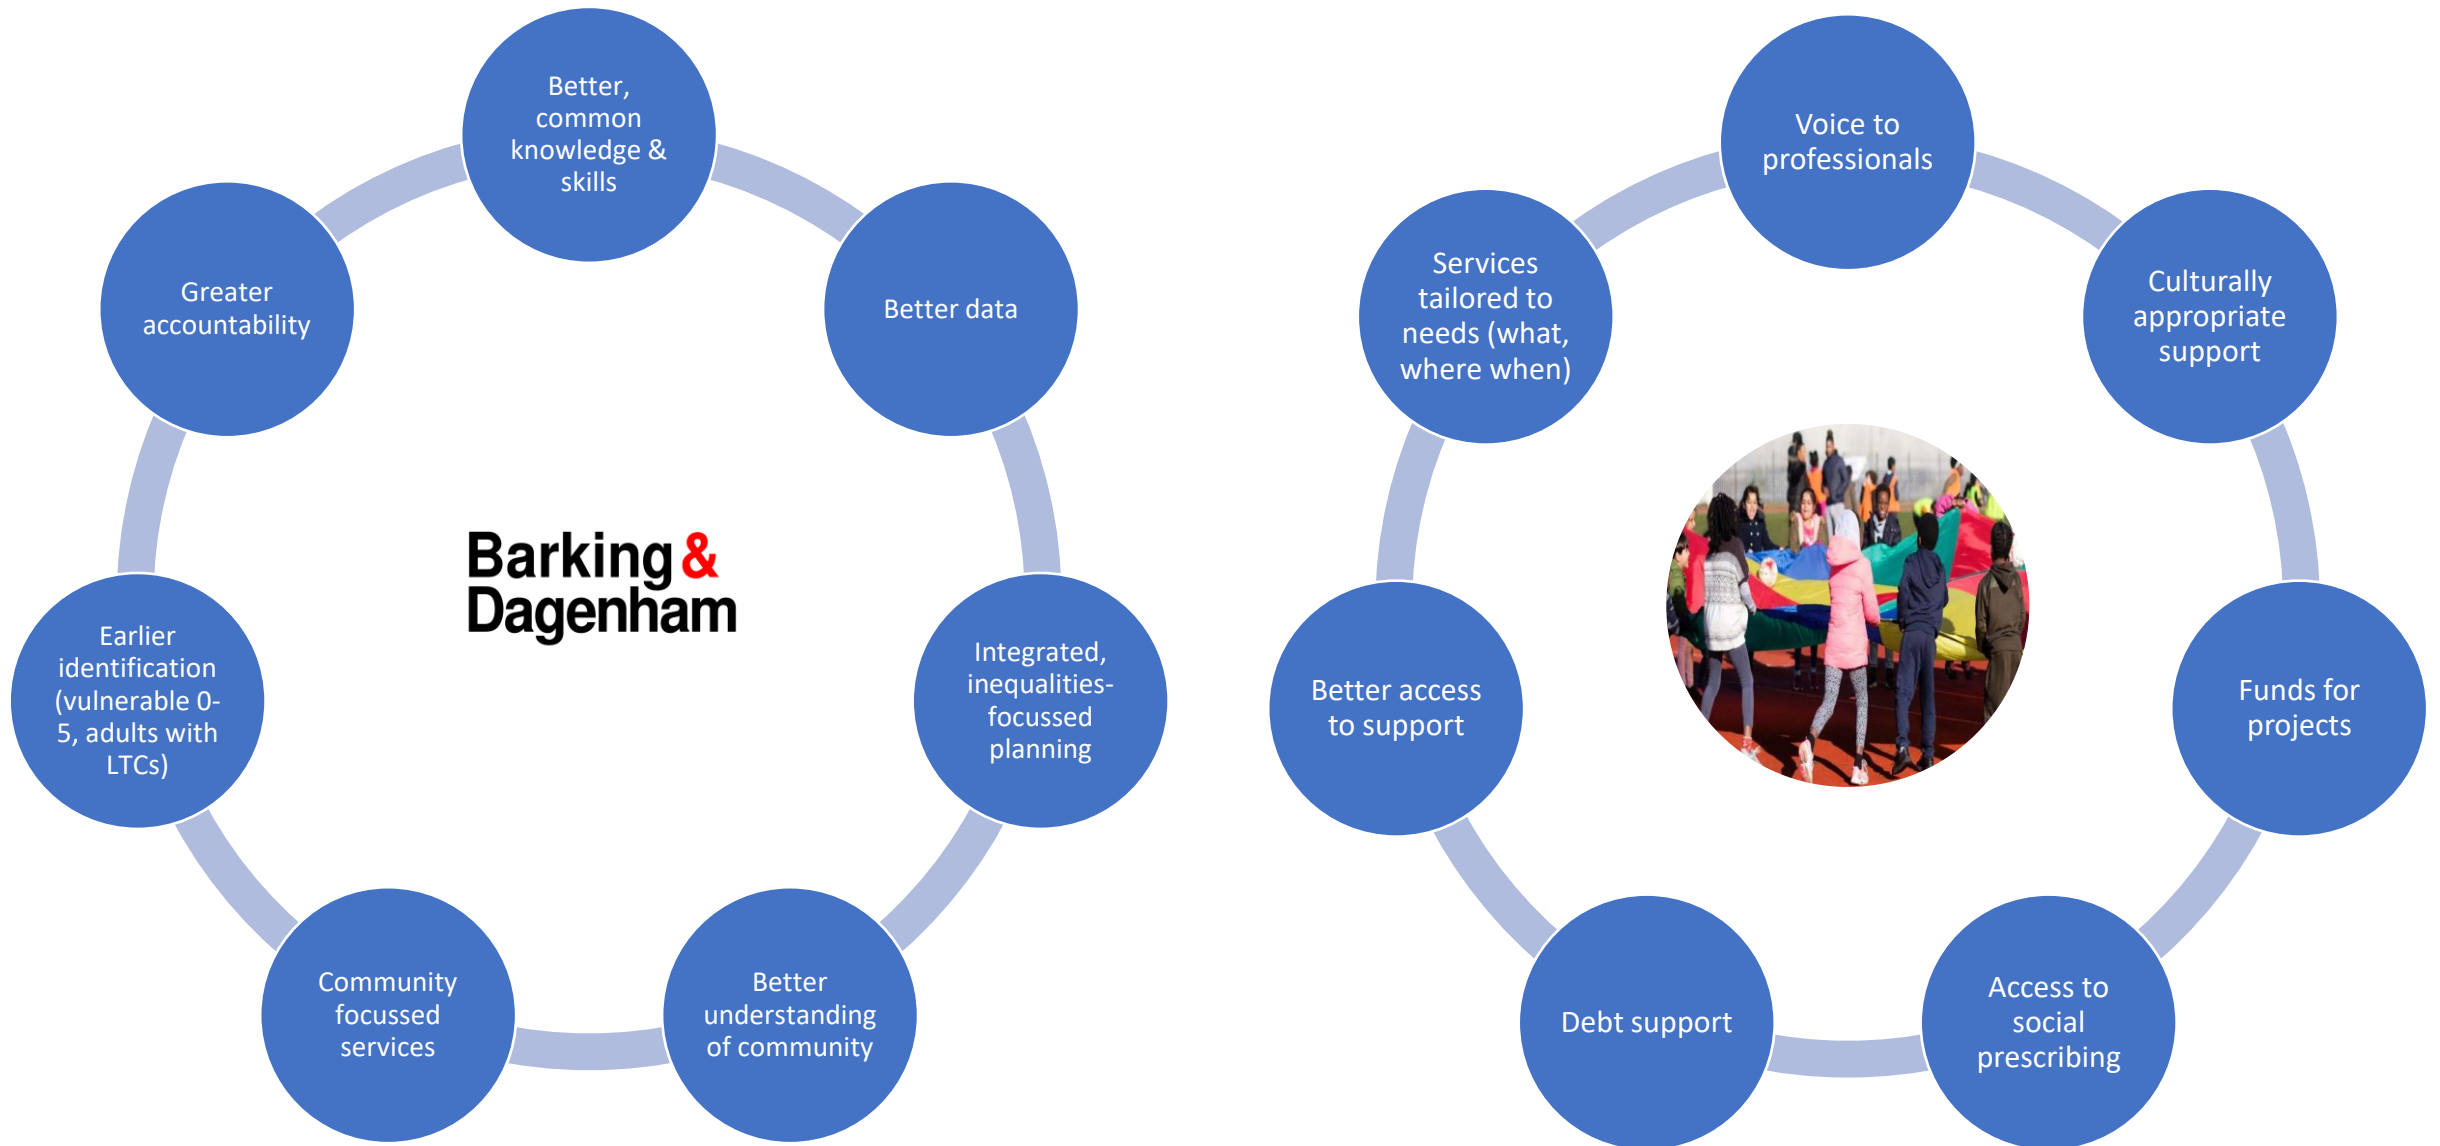 Better,
common
knowledge &
skills
Better data
Integrated,
inequalities-
focussed
planning
Better
understanding
of community
Community
focussed
services
Earlier
identification
(vulnerable 0-
5, adults with
LTCs)
Greater
accountability
Barking &
Dagenham
Voice to
professionals
Culturally
appropriate
support
Funds for
projects
Access to
social
prescribing
Debt support
Better access
to support
Services
tailored to
needs (what,
where when)